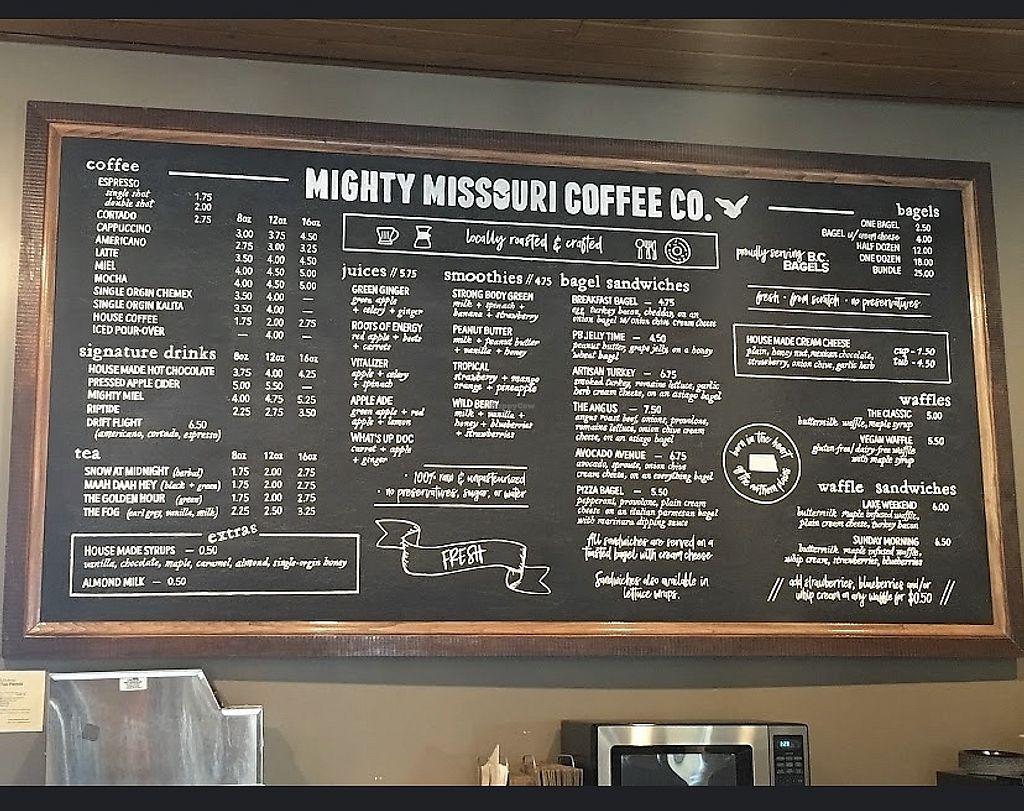 MIGHTY MISSOURI COFFEE CO.
locally roasted & crafted
coffee
ESPRESSO
single shot 1.75
double shot 2.00
CORTADO 2.75 8oz 12oz 16oz
CAPPUCCINO 3.00 3.75 4.50
AMERICANO 2.75 3.00 3.25
LATTE 3.50 4.00 4.50
MIEL 4.00 4.50 5.00
MOCHA 4.00 4.50 5.00
SINGLE ORGIN CHEMEX 3.50 4.00 —
SINGLE ORGIN KALITA 3.50 4.00 —
HOUSE COFFEE 1.75 2.00 2.75
ICED POUR-OVER — 4.00 —
signature drinks 8oz 12oz 16oz
HOUSE MADE HOT CHOCOLATE 3.75 4.00 4.25
PRESSED APPLE CIDER 5.00 5.50 —
MIGHTY MIEL 4.00 4.75 5.25
RIPTIDE 2.25 2.75 3.50
DRIFT FLIGHT 6.50
(americano, cortado, espresso)
tea 8oz 12oz 16oz
SNOW AT MIDNIGHT (herbal) 1.75 2.00 2.75
MAAH DAAH HEY (black + green) 1.75 2.00 2.75
THE GOLDEN HOUR (green) 1.75 2.00 2.75
THE FOG (earl grey, vanilla, milk) 2.25 2.50 3.25
extras
HOUSE MADE SYRUPS — 0.50
vanilla, chocolate, maple, caramel, almond, single-orgin honey
ALMOND MILK — 0.50
juices // 5.75
GREEN GINGER
green apple
+ celery + ginger
ROOTS OF ENERGY
red apple + beets
+ carrots
VITALIZER
apple + celery
+ spinach
APPLE ADE
green apple + red
apple + lemon
WHAT'S UP DOC
carrot + apple
+ ginger
smoothies // 4.75
STRONG BODY GREEN
milk + spinach +
banana + strawberry
PEANUT BUTTER
milk + peanut butter
+ vanilla + honey
TROPICAL
strawberry + mango
orange + pineapple
WILD BERRY
milk + vanilla +
honey + blueberries
+ strawberries
100% raw & unpasteurized
· no preservatives, sugar, or water
FRESH
bagel sandwiches
BREAKFAST BAGEL — 4.75
egg, turkey bacon, cheddar, on an
onion bagel w/onion chive cream cheese
PB JELLY TIME — 4.50
peanut butter, grape jelly, on a honey
wheat bagel
ARTISAN TURKEY — 6.75
smoked turkey, romaine lettuce, garlic
herb cream cheese, on an asiago bagel
THE ANGUS — 7.50
angus roast beef, onions, provolone,
romaine lettuce, onion chive cream
cheese, on an asiago bagel
AVOCADO AVENUE — 6.75
avocado, sprouts, onion chive
cream cheese, on an everything bagel
PIZZA BAGEL — 5.50
pepperoni, provolone, plain cream
cheese on an italian parmesan bagel
with marinara dipping sauce
All sandwiches are served on a
toasted bagel with cream cheese
Sandwiches also available in
lettuce wraps.
bagels
ONE BAGEL 2.50
BAGEL w/ cream cheese 4.00
HALF DOZEN 12.00
ONE DOZEN 18.00
BUNDLE 25.00
proudly serving B.C.
BAGELS
fresh · from scratch · no preservatives
HOUSE MADE CREAM CHEESE
plain, honey nut, mexican chocolate,
strawberry, onion chive, garlic herb
cup - 1.50
tub - 4.50
waffles
THE CLASSIC 5.00
buttermilk waffle, maple syrup
VEGAN WAFFLE 5.50
gluten-free/dairy-free waffle
with maple syrup
born in the heart
of the northern plains
waffle sandwiches
LAKE WEEKEND 6.00
buttermilk maple infused waffle,
plain cream cheese, turkey bacon
SUNDAY MORNING 6.50
buttermilk maple infused waffle,
whip cream, strawberries, blueberries
// add strawberries, blueberries and/or
whip cream on any waffle for $0.50 //